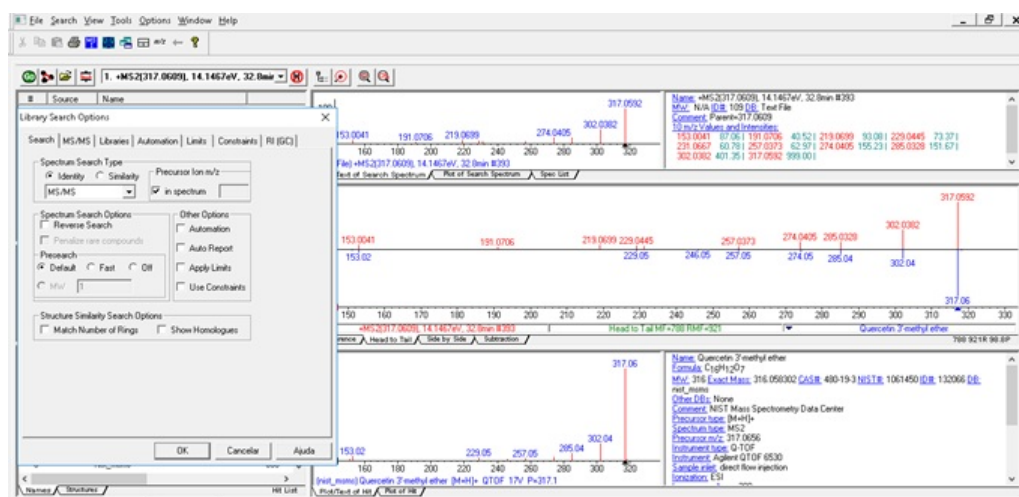 File Search View Tools Options Window Help
1. +MS2(317.0609), 14.1467eV, 32.0min
# Source Name
Library Search Options
Search MS/MS Libraries Automation Limits Constraints RI (GC)
Spectrum Search Type
Identity Similarity
MS/MS
Precursor Ion m/z
in spectrum
Spectrum Search Options
Reverse Search
Penalize rare compounds
Presearch
Default Fast Off
MW 1
Other Options
Automation
Auto Report
Apply Limits
Use Constraints
Structure Similarity Search Options
Match Number of Rings Show Homologues
OK Cancelar Ajuda
Names Structures Hit List
317.0592
302.0382
153.0041 191.0706 219.0699 274.0405
160 180 200 220 240 260 280 300 320
File) +MS2(317.0609), 14.1467eV, 32.0min #393
Plot of Search Spectrum Spec List
Name: +MS2(317.0609), 14.1467eV, 32.0min #393
MW: N/A ID#: 109 DB: Text File
Comment: Parent=317.0609
10 m/z Values and Intensities:
153.0041 87.06 | 191.0706 40.52 | 219.0699 93.08 | 229.0445 73.37 |
231.0667 60.78 | 257.0373 62.97 | 274.0405 155.23 | 285.0328 151.67 |
302.0382 401.35 | 317.0592 999.00 |
317.0592
302.0382
153.0041 191.0706 219.0699 229.0445 257.0373 274.0405 285.0328
153.02 229.05 246.05 257.05 274.05 285.04 302.04
317.06
150 160 170 180 190 200 210 220 230 240 250 260 270 280 290 300 310 320 330
+MS2(317.0609), 14.1467eV, 32.0min #393 Head to Tail MF=788 RMF=921 Quercetin 3'-methyl ether
Head to Tail Side by Side Subtraction 788 921R 98.8P
317.06
302.04
153.02 229.05 257.05 285.04
160 180 200 220 240 260 280 300 320
(nist_msms) Quercetin 3'-methyl ether [M+H]+ QTOF 17V P=317.1
Plot/Text of Hit Plot of Hit
Name: Quercetin 3'-methyl ether
Formula: C16H12O7
MW: 316 Exact Mass: 316.058302 CAS#: 480-19-3 NIST#: 1061450 ID#: 132066 DB:
nist_msms
Other DBs: None
Comment: NIST Mass Spectrometry Data Center
Precursor type: [M+H]+
Spectrum type: MS2
Precursor m/z: 317.0656
Instrument type: Q-TOF
Instrument: Agilent QTOF 6530
Sample inlet: direct flow injection
Ionization: ESI